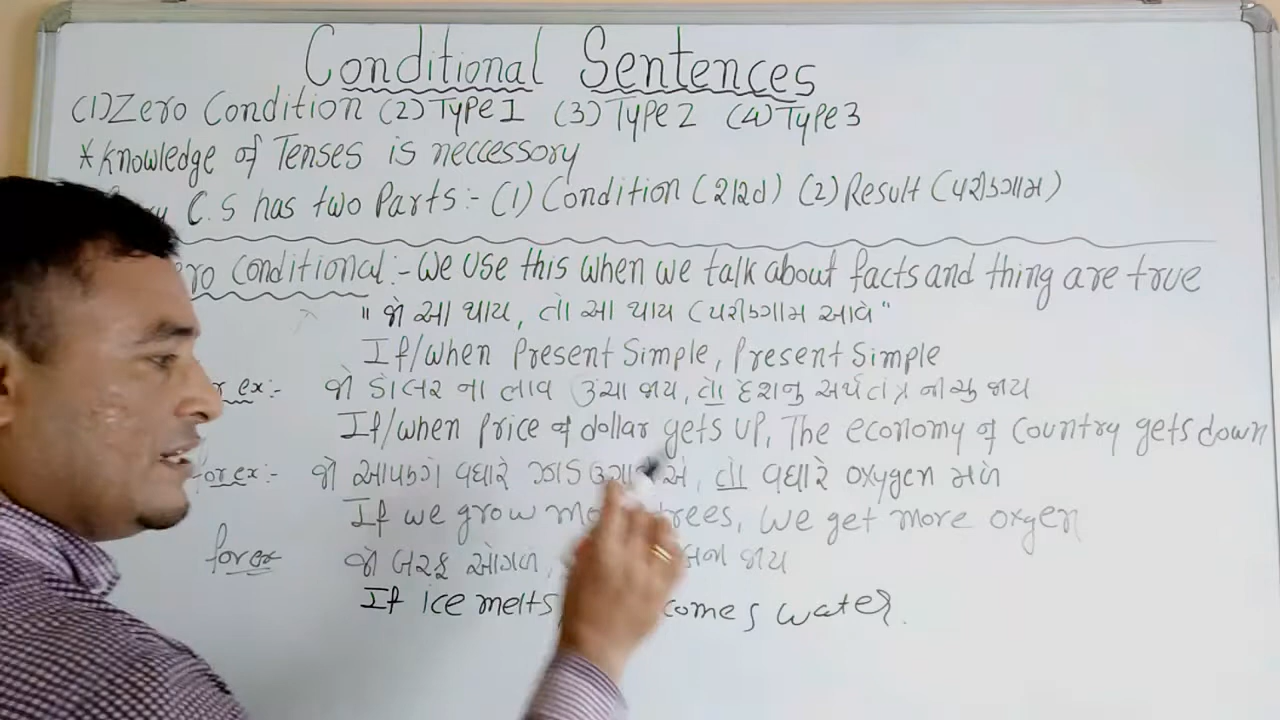 Conditional Sentences
(1) Zero Condition (2) Type 1 (3) Type 2 (4) Type 3
* Knowledge of Tenses is neccessory
C.S has two Parts :- (1) Condition (શરત) (2) Result (પરીણામ)
Conditional :- We use this when we talk about facts and thing are true
"જો આ થાય, તો આ થાય (પરીણામ આવે"
If/when Present Simple, Present Simple
ex :- જો ડોલર ના ભાવ ઉંચા જાય, તો દેશનુ અર્થતંત્ર નીચુ જાય
If/when Price of dollar gets up, The economy of country gets down
for ex :- જો આપણે વધારે ઝાડ, તો વધારે oxygen મળે
If we grow trees, We get more oxgen
for ex જો બરફ ઓગળે, જાય
If ice melts water.